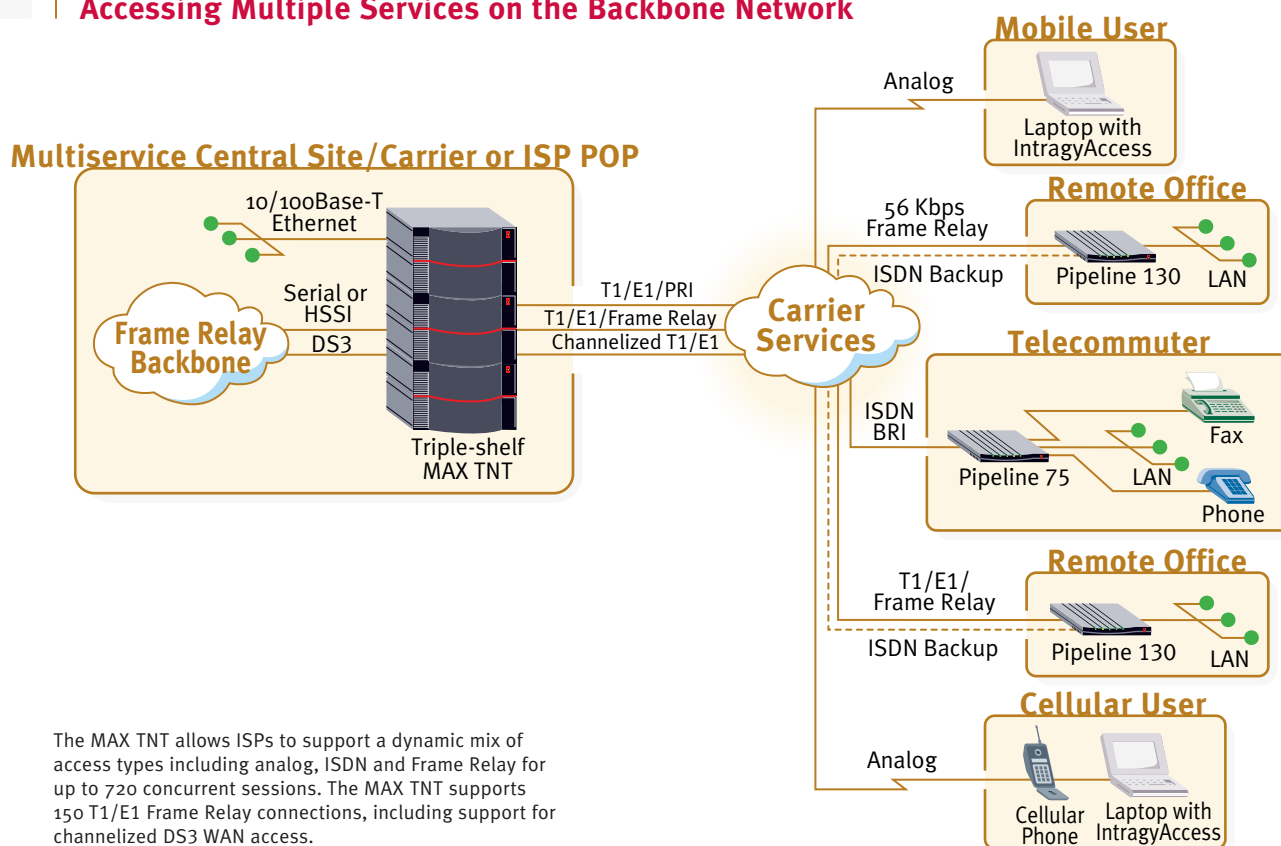 Accessing Multiple Services on the Backbone Network
Multiservice Central Site/Carrier or ISP POP
10/100Base-T
Ethernet
Serial or
HSSI
DS3
Frame Relay
Backbone
Triple-shelf
MAX TNT
T1/E1/PRI
T1/E1/Frame Relay
Channelized T1/E1
Carrier
Services
Mobile User
Analog
Laptop with
IntragyAccess
Remote Office
56 Kbps
Frame Relay
ISDN Backup
Pipeline 130
LAN
Telecommuter
ISDN
BRI
Pipeline 75
LAN
Fax
Phone
Remote Office
T1/E1/
Frame Relay
ISDN Backup
Pipeline 130
LAN
Cellular User
Analog
Cellular
Phone
Laptop with
IntragyAccess
The MAX TNT allows ISPs to support a dynamic mix of
access types including analog, ISDN and Frame Relay for
up to 720 concurrent sessions. The MAX TNT supports
150 T1/E1 Frame Relay connections, including support for
channelized DS3 WAN access.